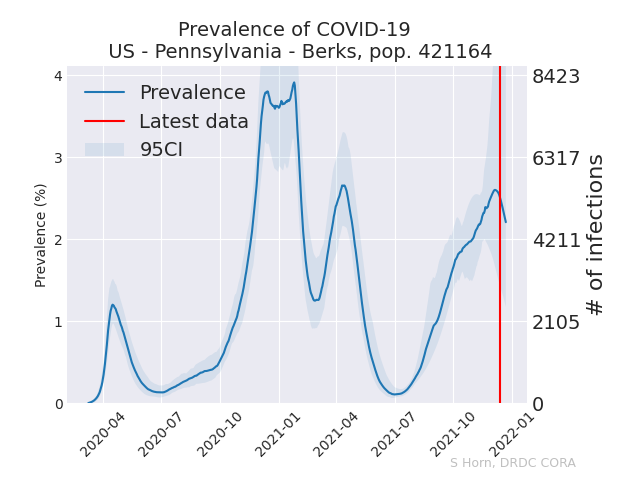 Prevalence of COVID-19
US - Pennsylvania - Berks, pop. 421164
Prevalence
Latest data
95CI
Prevalence (%)
4
3
2
1
0
8423
6317
4211
2105
0
# of infections
2020-04
2020-07
2020-10
2021-01
2021-04
2021-07
2021-10
2022-01
S Horn, DRDC CORA